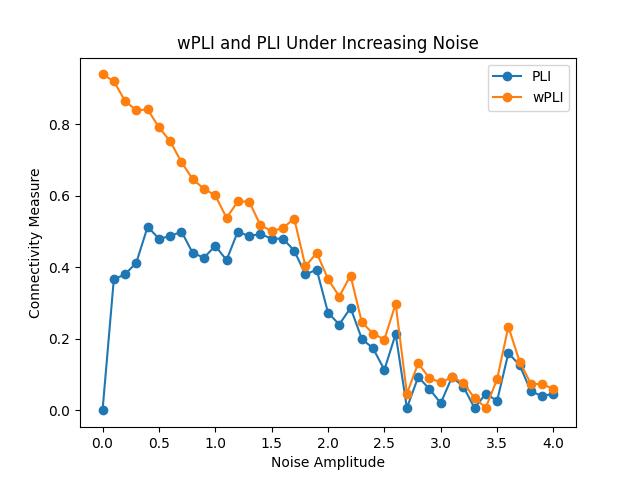 wPLI and PLI Under Increasing Noise
PLI
wPLI
Connectivity Measure
0.8
0.6
0.4
0.2
0.0
0.0 0.5 1.0 1.5 2.0 2.5 3.0 3.5 4.0
Noise Amplitude